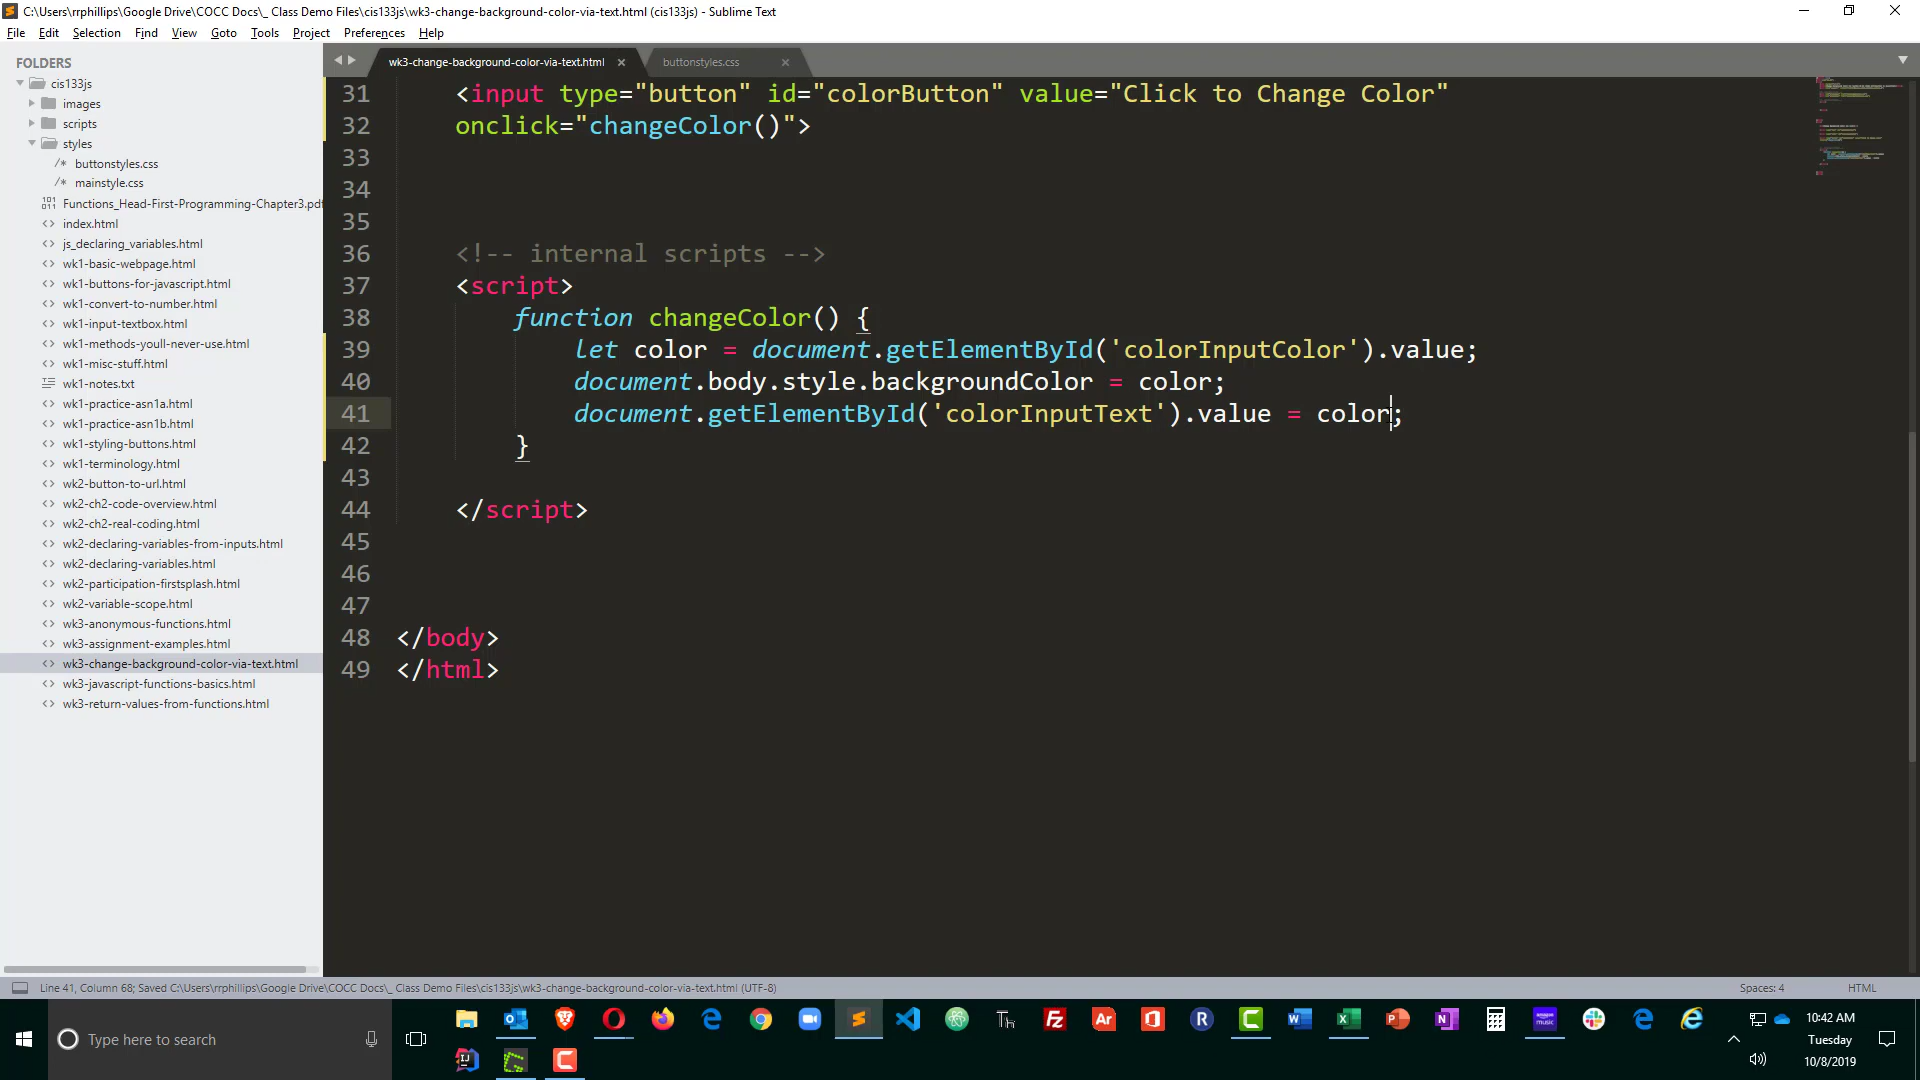 C:\Users\rrphillips\Google Drive\COCC Docs\_ Class Demo Files\cis133js\wk3-change-background-color-via-text.html (cis133js) - Sublime Text
File Edit Selection Find View Goto Tools Project Preferences Help
FOLDERS
cis133js
images
scripts
styles
/* buttonstyles.css
/* mainstyle.css
Functions_Head-First-Programming-Chapter3.pdf
<> index.html
<> js_declaring_variables.html
<> wk1-basic-webpage.html
<> wk1-buttons-for-javascript.html
<> wk1-convert-to-number.html
<> wk1-input-textbox.html
<> wk1-methods-youll-never-use.html
<> wk1-misc-stuff.html
wk1-notes.txt
<> wk1-practice-asn1a.html
<> wk1-practice-asn1b.html
<> wk1-styling-buttons.html
<> wk1-terminology.html
<> wk2-button-to-url.html
<> wk2-ch2-code-overview.html
<> wk2-ch2-real-coding.html
<> wk2-declaring-variables-from-inputs.html
<> wk2-declaring-variables.html
<> wk2-participation-firstsplash.html
<> wk2-variable-scope.html
<> wk3-anonymous-functions.html
<> wk3-assignment-examples.html
<> wk3-change-background-color-via-text.html
<> wk3-javascript-functions-basics.html
<> wk3-return-values-from-functions.html
wk3-change-background-color-via-text.html × buttonstyles.css ×
31 <input type="button" id="colorButton" value="Click to Change Color"
32 onclick="changeColor()">
33
34
35
36 <!-- internal scripts -->
37 <script>
38 function changeColor() {
39 let color = document.getElementById('colorInputColor').value;
40 document.body.style.backgroundColor = color;
41 document.getElementById('colorInputText').value = color;
42 }
43
44 </script>
45
46
47
48 </body>
49 </html>
Line 41, Column 68; Saved C:\Users\rrphillips\Google Drive\COCC Docs\_ Class Demo Files\cis133js\wk3-change-background-color-via-text.html (UTF-8) Spaces: 4 HTML
Type here to search
10:42 AM
Tuesday
10/8/2019